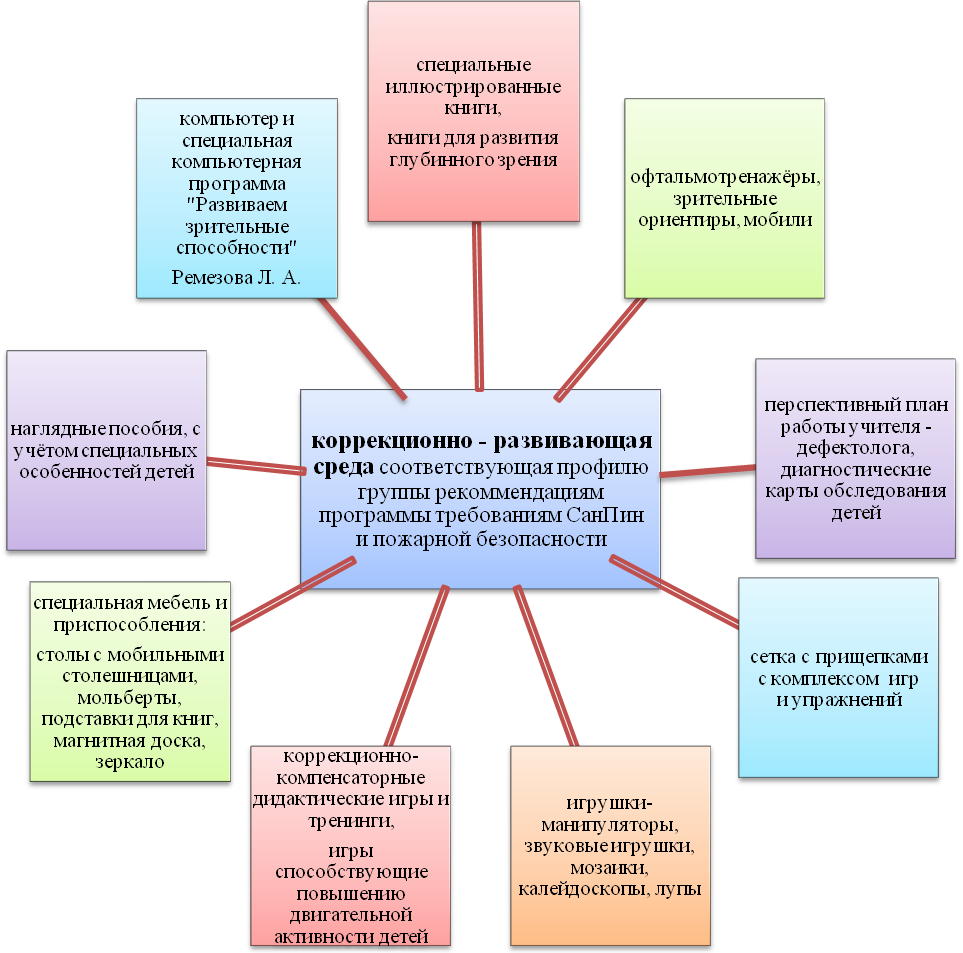 специальные
иллюстрированные
книги,
книги для развития
глубинного зрения
компьютер и
специальная
компьютерная
программа
"Развиваем
зрительные
способности"
Ремезова Л. А.
офтальмотренажёры,
зрительные
ориентиры, мобили
наглядные пособия, с
учётом специальных
особенностей детей
коррекционно - развивающая
среда соответствующая профилю
группы рекоммендациям
программы требованиям СанПин
и пожарной безопасности
перспективный план
работы учителя -
дефектолога,
диагностические
карты обследования
детей
специальная мебель и
приспособления:
столы с мобильными
столешницами,
мольберты,
подставки для книг,
магнитная доска,
зеркало
сетка с прищепками
с комплексом игр
и упражнений
коррекционно-
компенсаторные
дидактические игры и
тренинги,
игры
способствующие
повышению
двигательной
активности детей
игрушки-
манипуляторы,
звуковые игрушки,
мозаики,
калейдоскопы, лупы